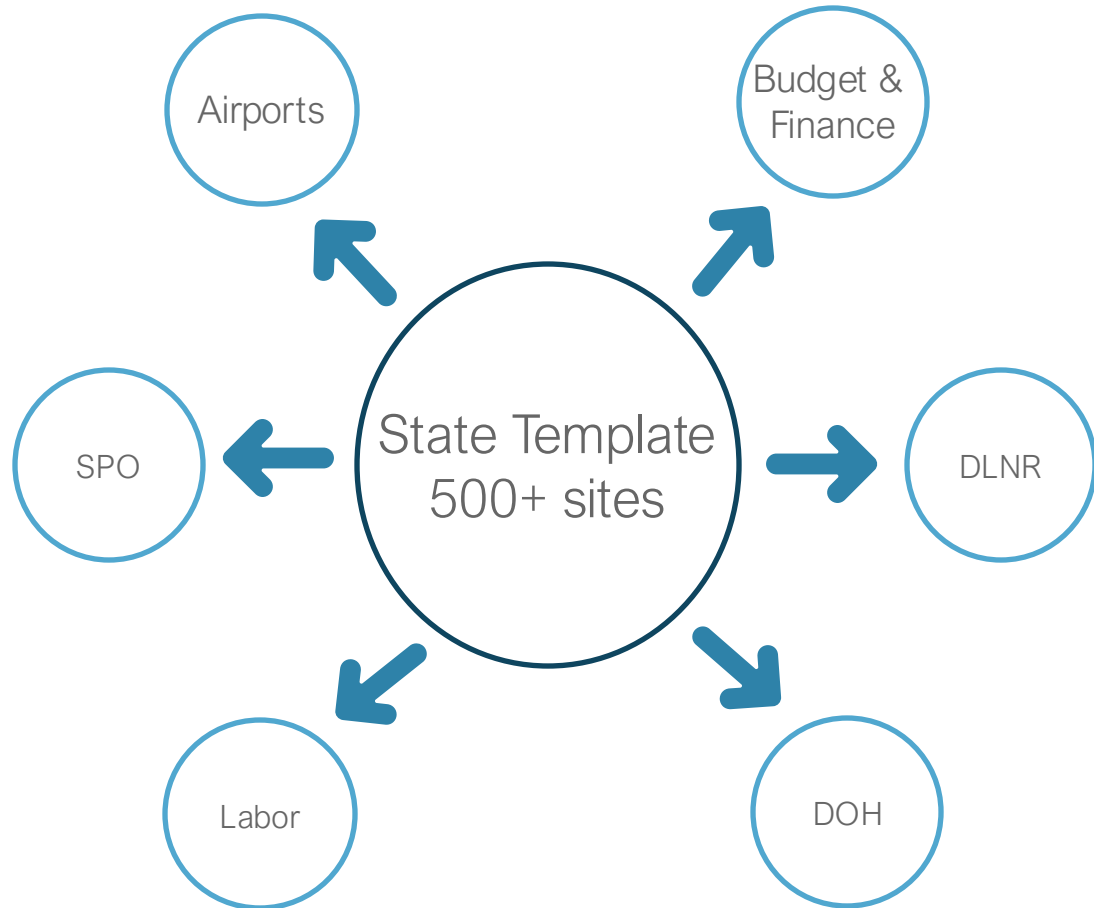 Airports
Budget &
Finance
State Template
500+ sites
SPO
DLNR
Labor
DOH